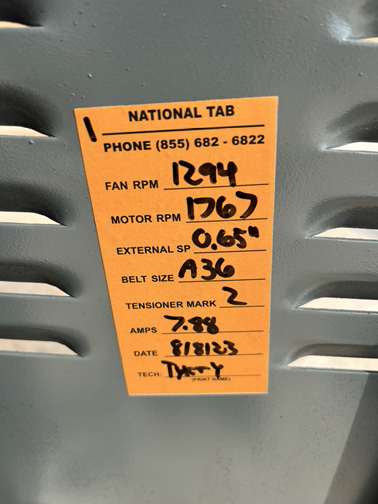 1
NATIONAL TAB
PHONE (855) 682 - 6822
FAN RPM 1294
MOTOR RPM 1767
EXTERNAL SP 0.65"
BELT SIZE A36
TENSIONER MARK 2
AMPS 7.88
DATE 8/8/23
TECH:
(PRINT NAME)